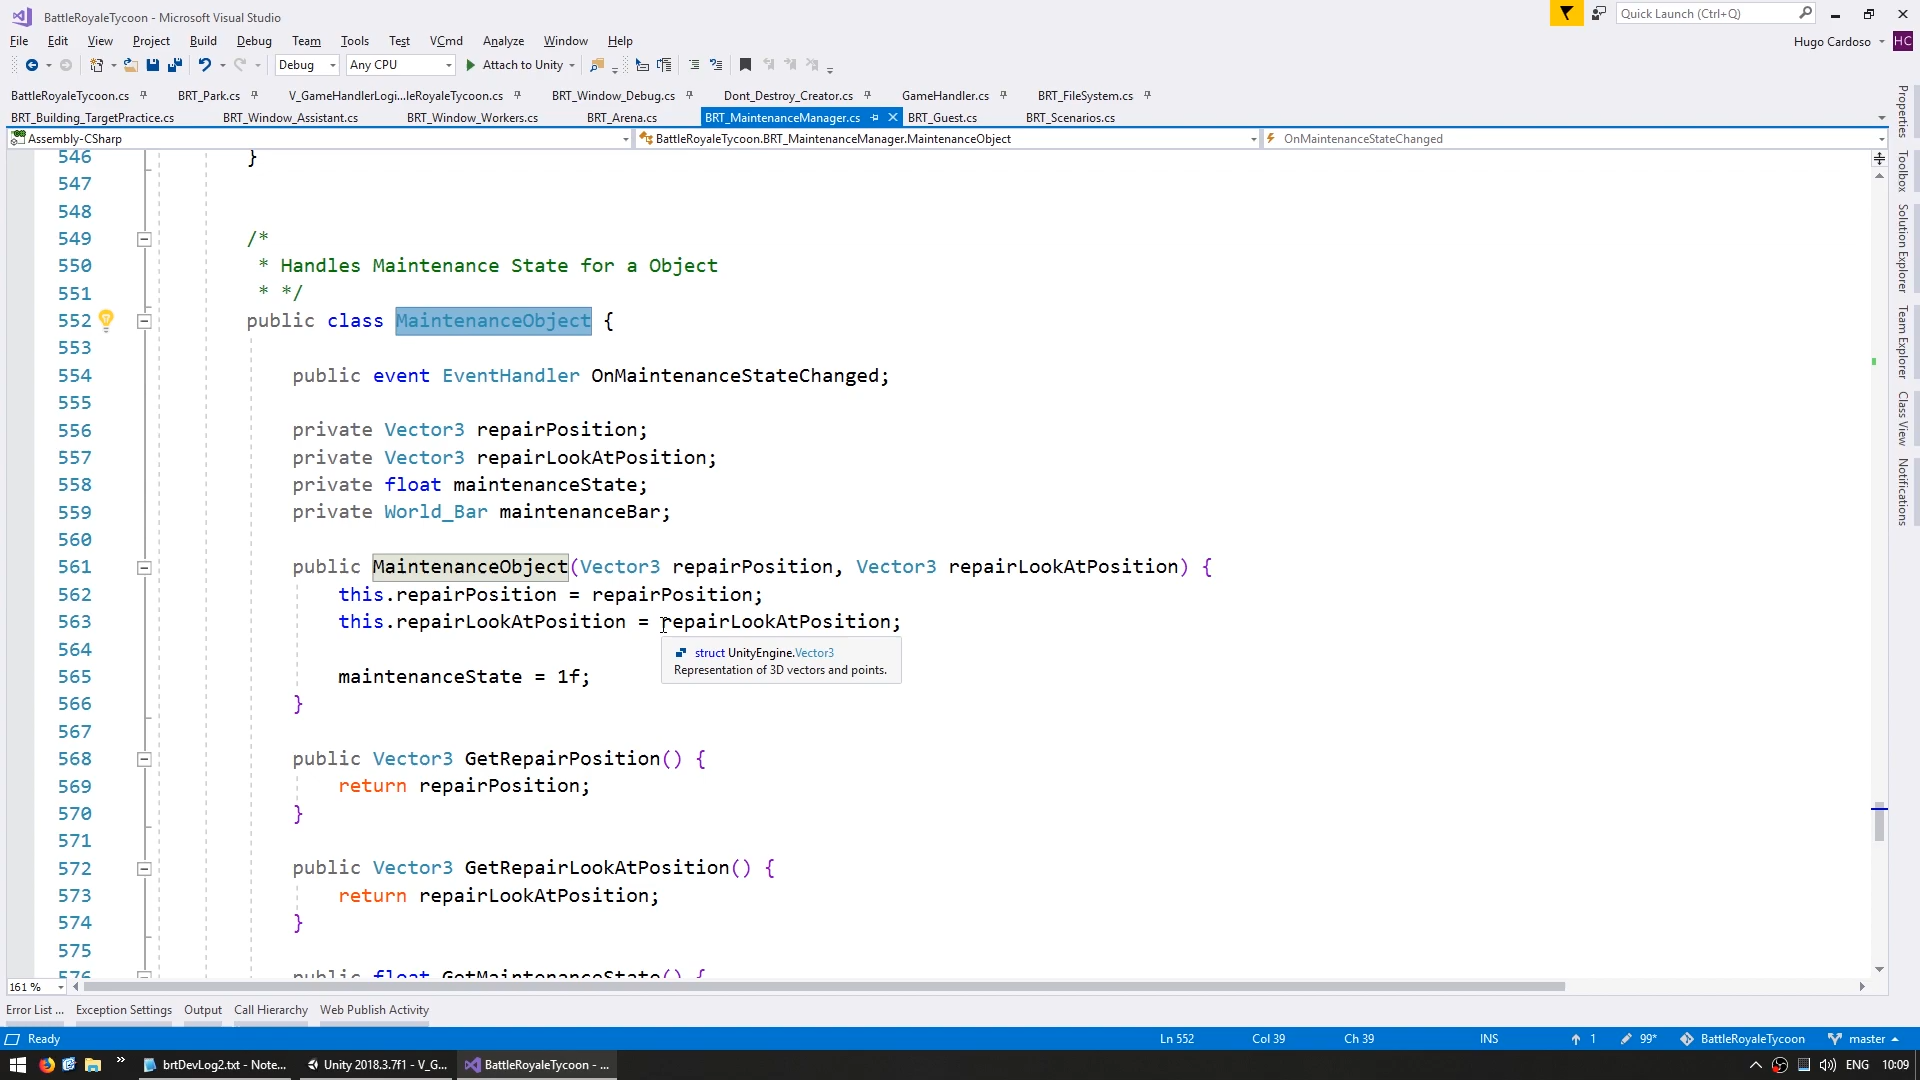 BattleRoyaleTycoon - Microsoft Visual Studio
Quick Launch (Ctrl+Q)
File Edit View Project Build Debug Team Tools Test VCmd Analyze Window Help
Hugo Cardoso HC
Debug Any CPU Attach to Unity
BattleRoyaleTycoon.cs BRT_Park.cs V_GameHandlerLogi...leRoyaleTycoon.cs BRT_Window_Debug.cs Dont_Destroy_Creator.cs GameHandler.cs BRT_FileSystem.cs
BRT_Building_TargetPractice.cs BRT_Window_Assistant.cs BRT_Window_Workers.cs BRT_Arena.cs BRT_MaintenanceManager.cs BRT_Guest.cs BRT_Scenarios.cs
Assembly-CSharp BattleRoyaleTycoon.BRT_MaintenanceManager.MaintenanceObject OnMaintenanceStateChanged
546 }
547
548
549 /*
550 * Handles Maintenance State for a Object
551 * */
552 public class MaintenanceObject {
553
554 public event EventHandler OnMaintenanceStateChanged;
555
556 private Vector3 repairPosition;
557 private Vector3 repairLookAtPosition;
558 private float maintenanceState;
559 private World_Bar maintenanceBar;
560
561 public MaintenanceObject(Vector3 repairPosition, Vector3 repairLookAtPosition) {
562 this.repairPosition = repairPosition;
563 this.repairLookAtPosition = repairLookAtPosition;
564
struct UnityEngine.Vector3
Representation of 3D vectors and points.
565 maintenanceState = 1f;
566 }
567
568 public Vector3 GetRepairPosition() {
569 return repairPosition;
570 }
571
572 public Vector3 GetRepairLookAtPosition() {
573 return repairLookAtPosition;
574 }
575
576 public float GetMaintenanceState() {
Properties
Toolbox
Solution Explorer
Team Explorer
Class View
Notifications
161 %
Error List ... Exception Settings Output Call Hierarchy Web Publish Activity
Ready Ln 552 Col 39 Ch 39 INS 1 99* BattleRoyaleTycoon master
brtDevLog2.txt - Note... Unity 2018.3.7f1 - V_G... BattleRoyaleTycoon - ... ENG 10:09